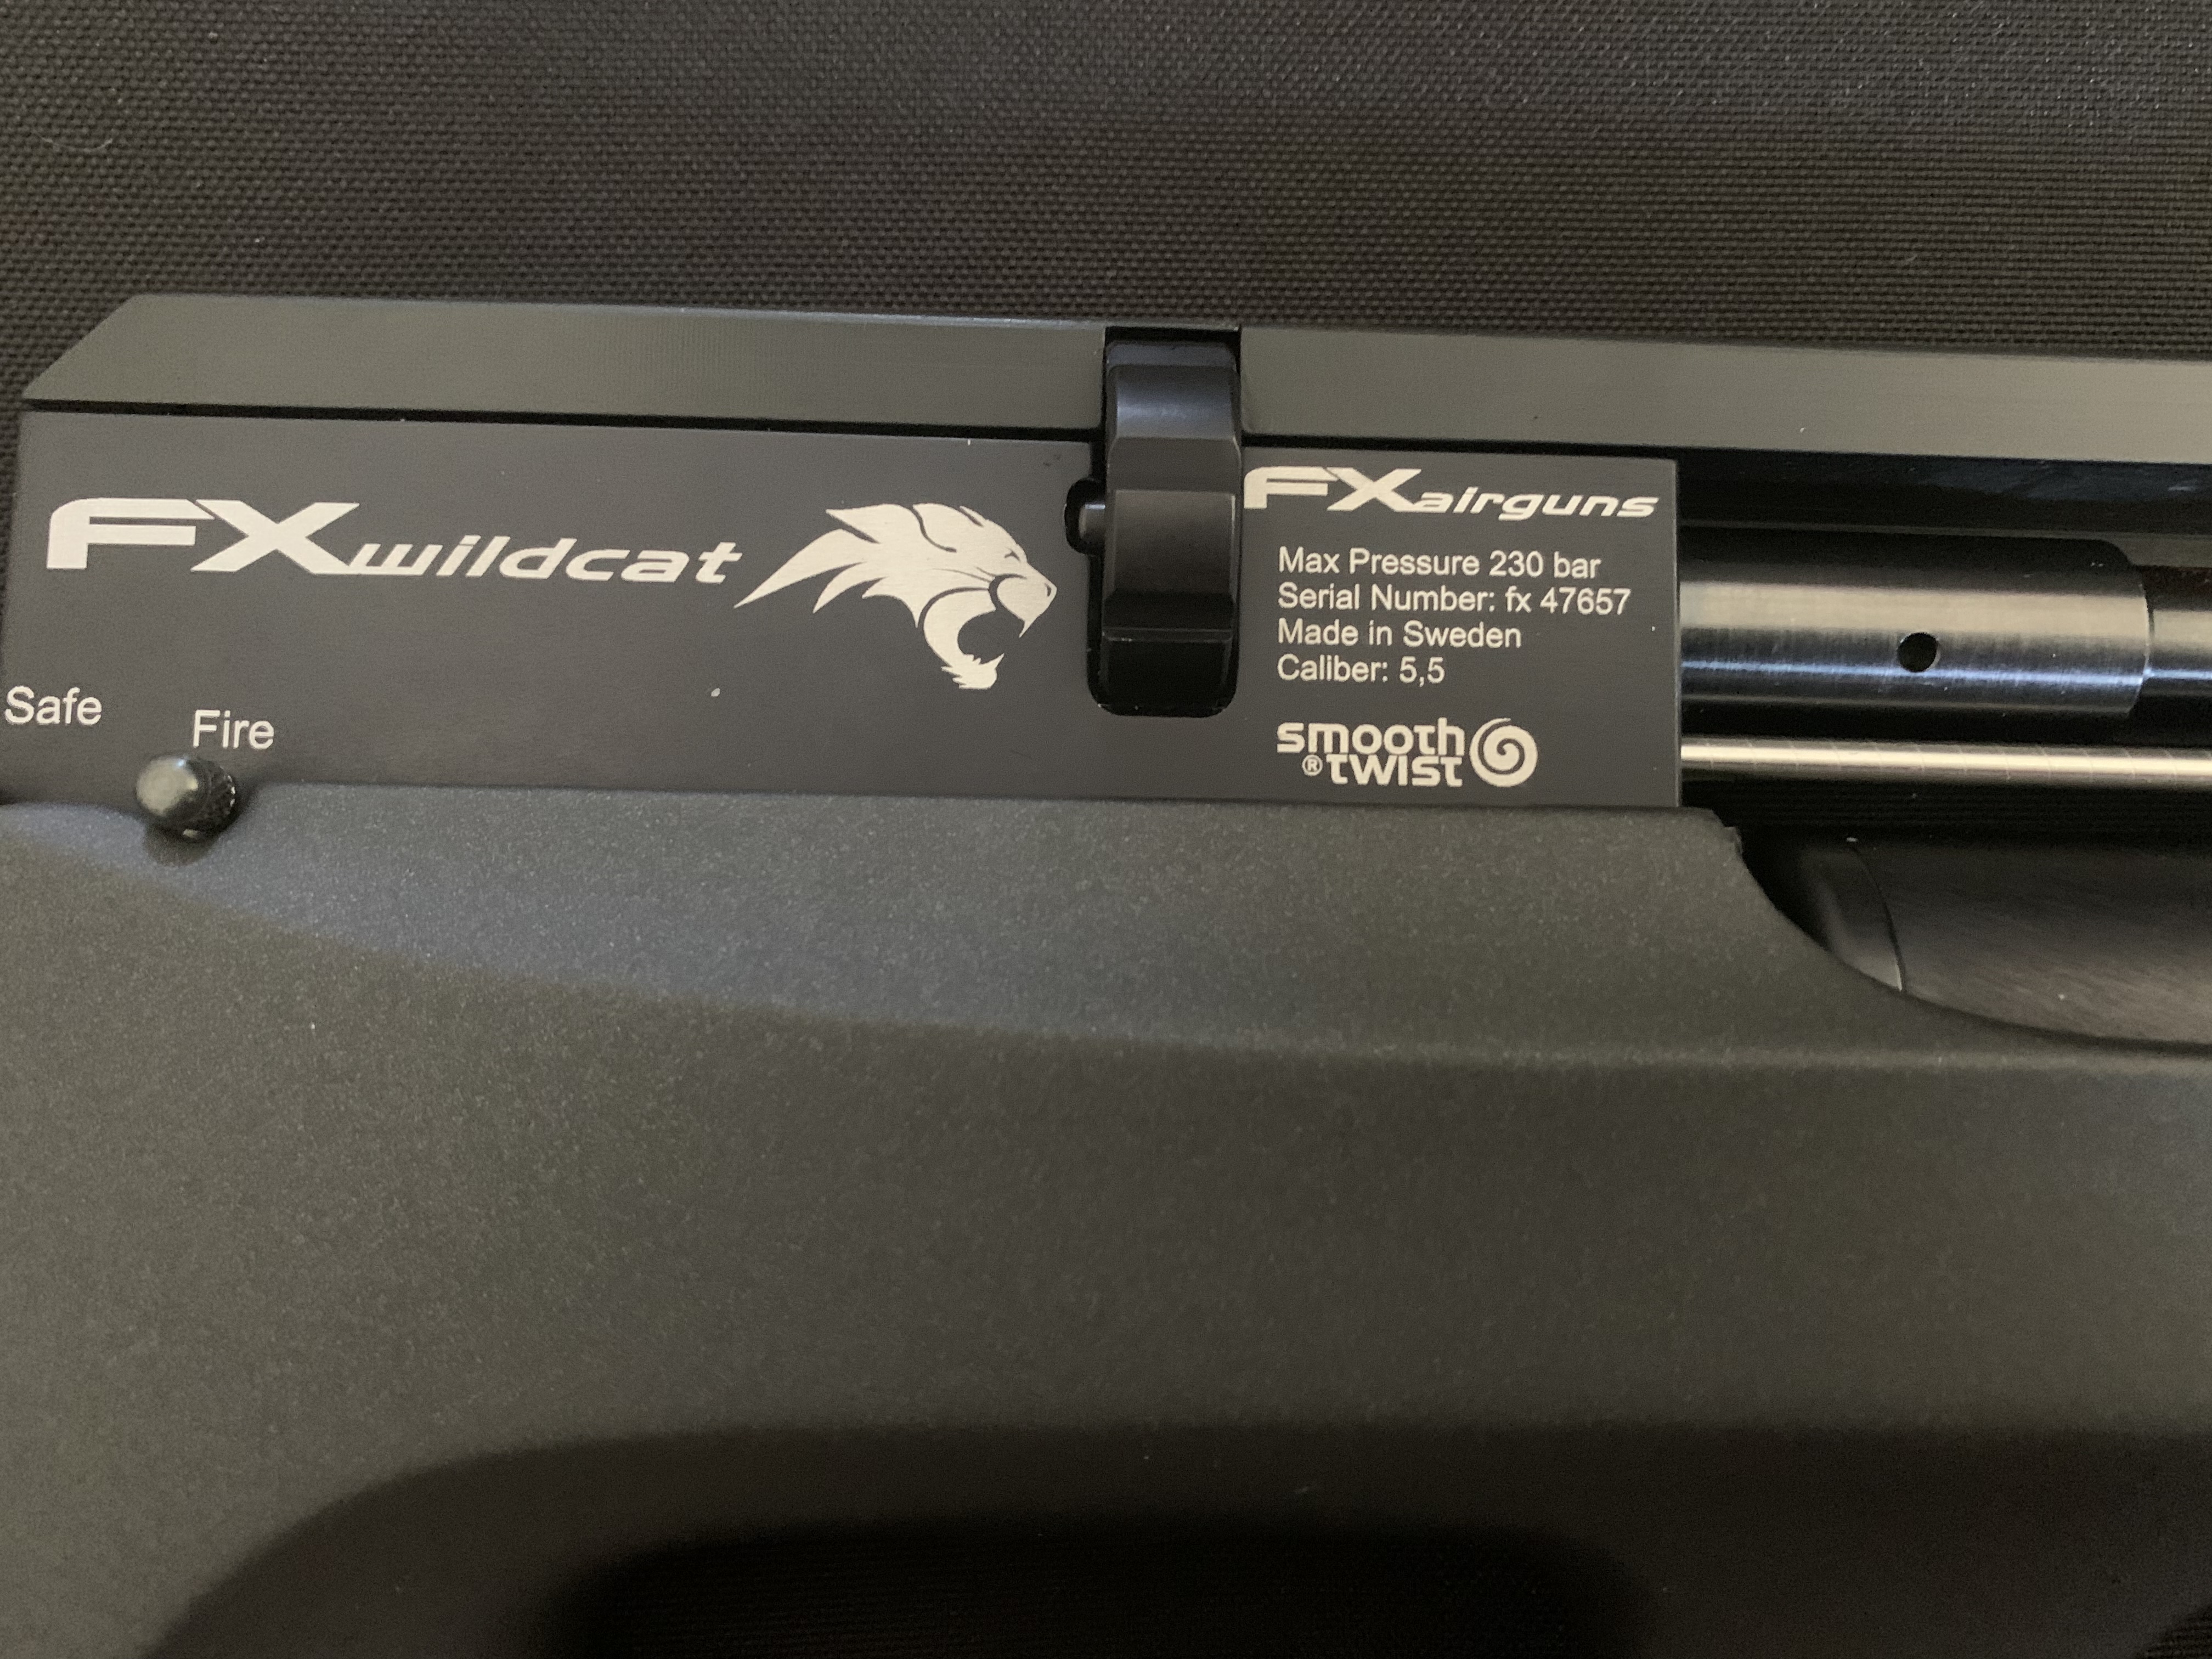 FXwildcat
Safe
Fire
FXairguns
Max Pressure 230 bar
Serial Number: fx 47657
Made in Sweden
Caliber: 5,5
smooth
®twist